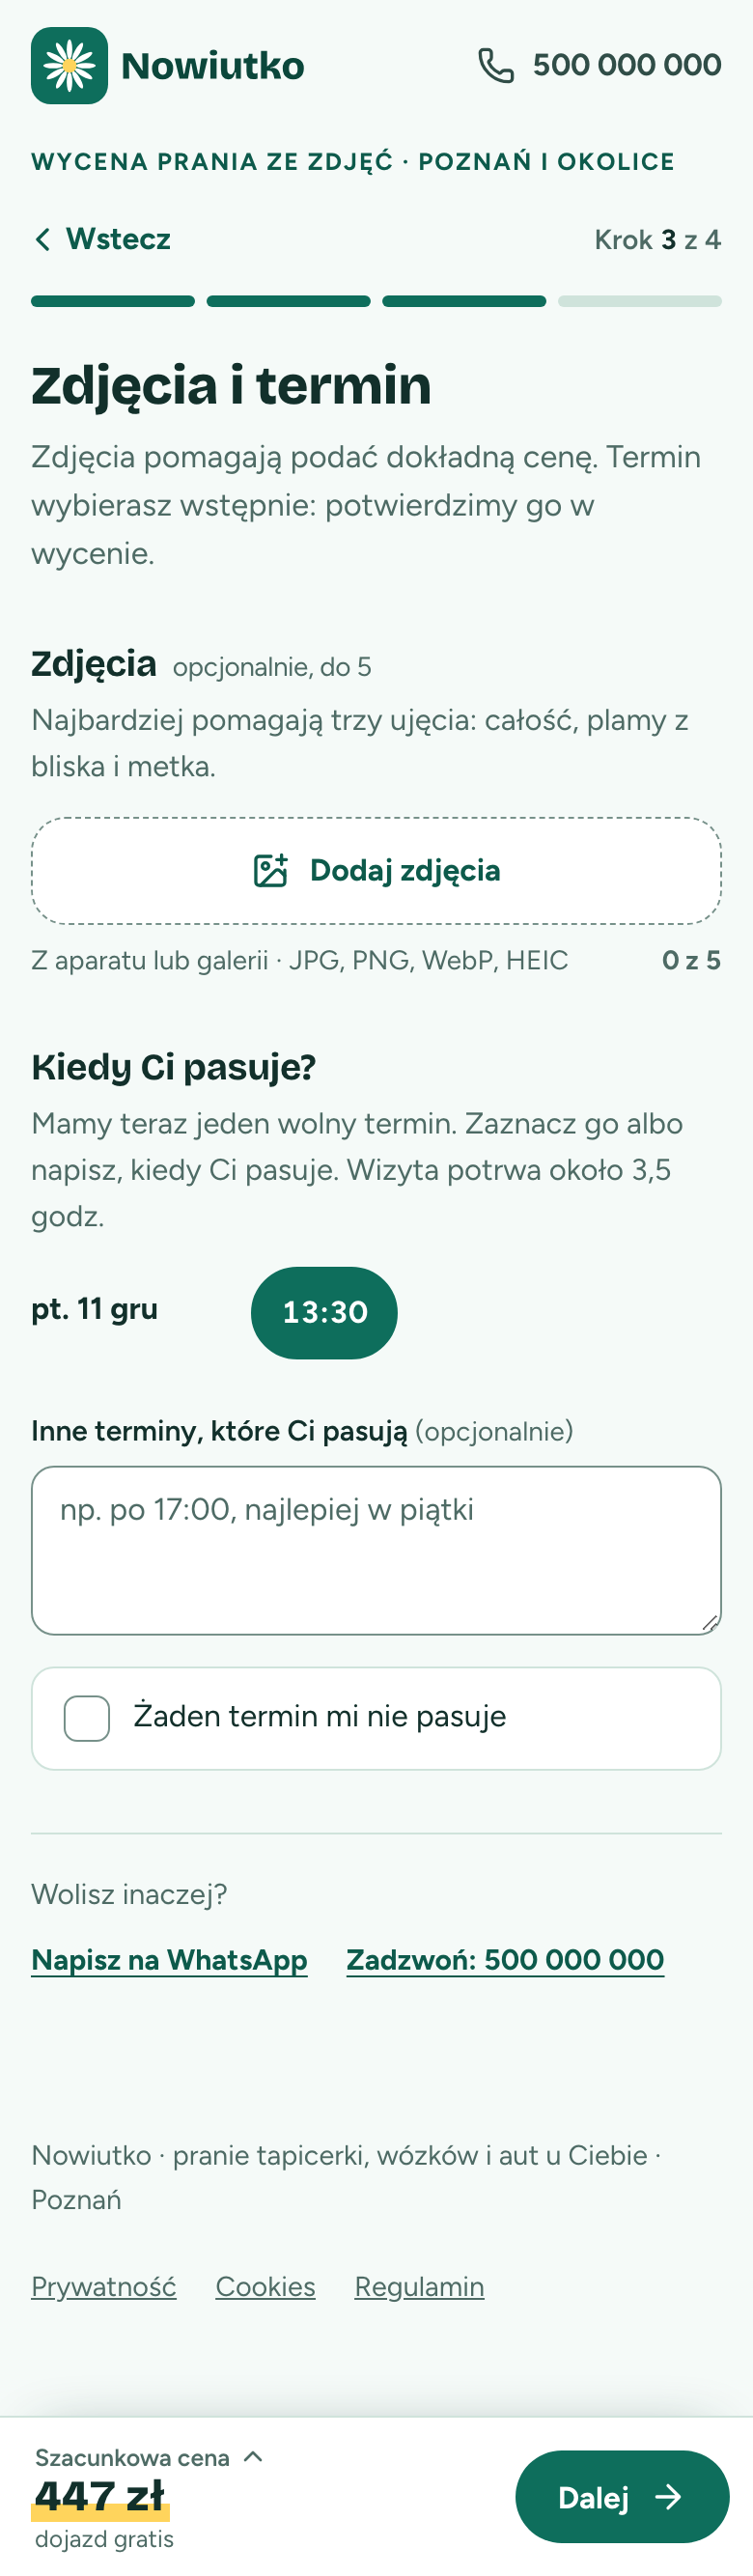 Nowiutko
500 000 000
WYCENA PRANIA ZE ZDJĘĆ · POZNAŃ I OKOLICE
Wstecz
Krok 3 z 4
Zdjęcia i termin
Zdjęcia pomagają podać dokładną cenę. Termin
wybierasz wstępnie: potwierdzimy go w
wycenie.
Zdjęcia opcjonalnie, do 5
Najbardziej pomagają trzy ujęcia: całość, plamy z
bliska i metka.
Dodaj zdjęcia
Z aparatu lub galerii · JPG, PNG, WebP, HEIC
0 z 5
Kiedy Ci pasuje?
Mamy teraz jeden wolny termin. Zaznacz go albo
napisz, kiedy Ci pasuje. Wizyta potrwa około 3,5
godz.
pt. 11 gru
13:30
Inne terminy, które Ci pasują (opcjonalnie)
np. po 17:00, najlepiej w piątki
Żaden termin mi nie pasuje
Wolisz inaczej?
Napisz na WhatsApp
Zadzwoń: 500 000 000
Nowiutko · pranie tapicerki, wózków i aut u Ciebie ·
Poznań
Prywatność
Cookies
Regulamin
Szacunkowa cena
447 zł
dojazd gratis
Dalej